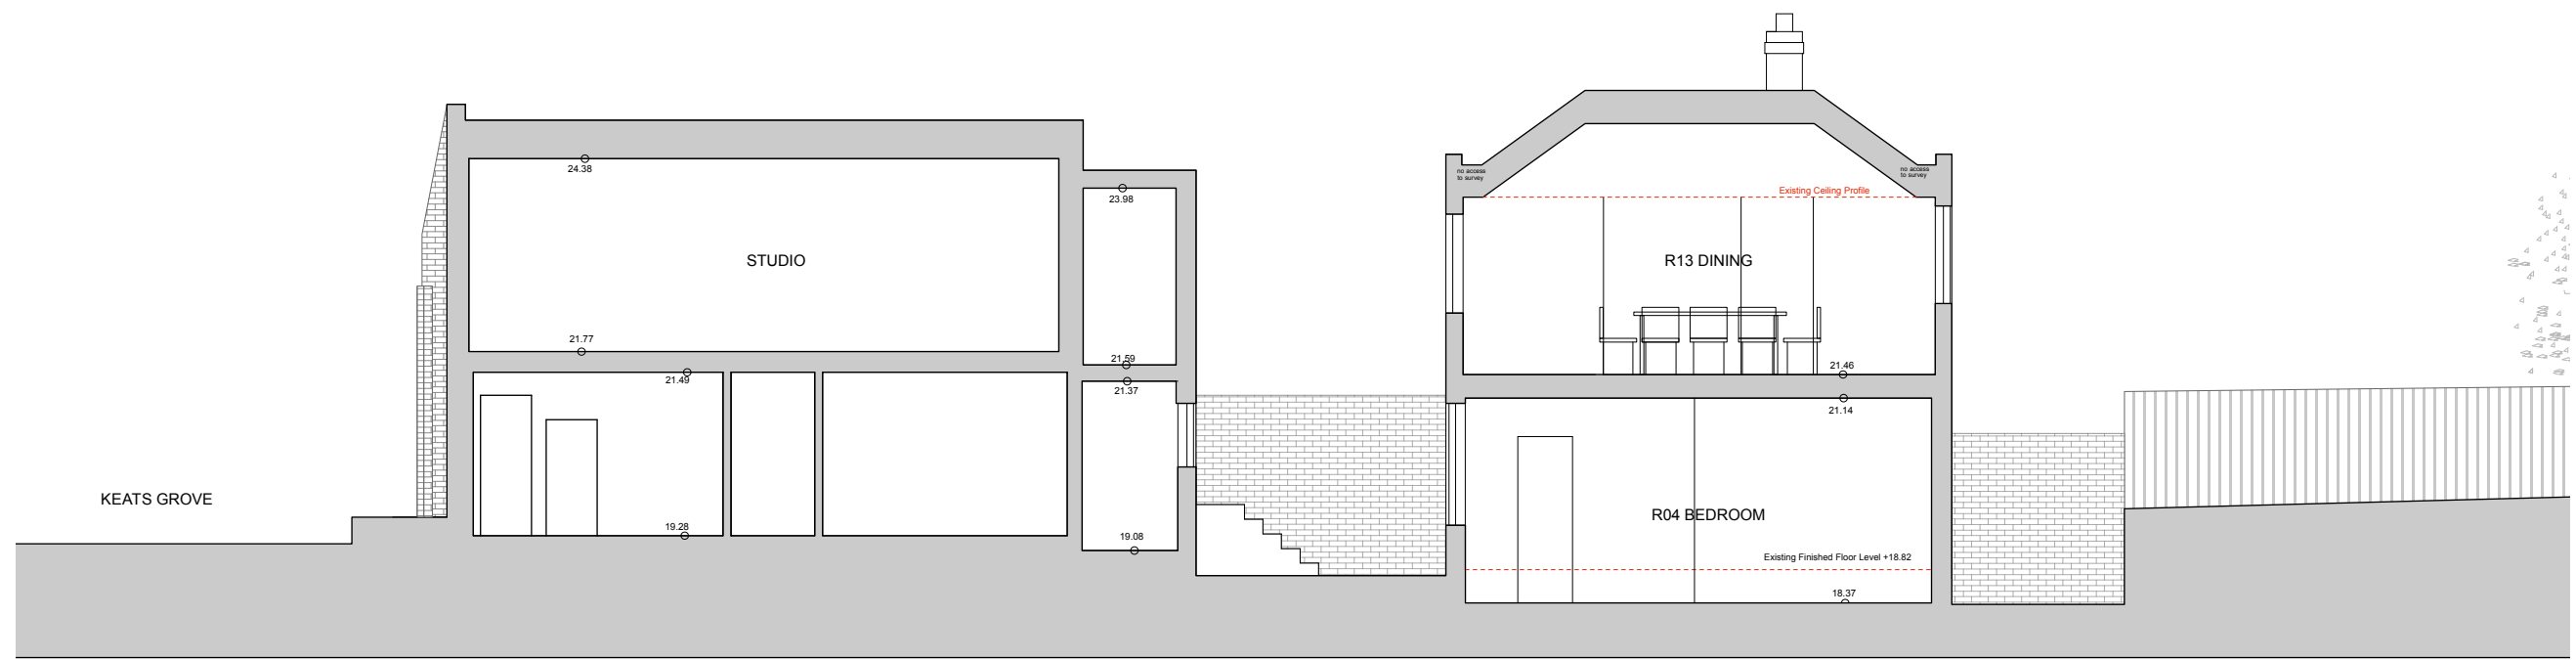 24.38
no access
to survey
no access
to survey
Existing Ceiling Profile
23.98
STUDIO
R13 DINING
21.77
21.59
21.46
21.49
21.37
21.14
KEATS GROVE
R04 BEDROOM
19.28
19.08
Existing Finished Floor Level +18.82
18.37